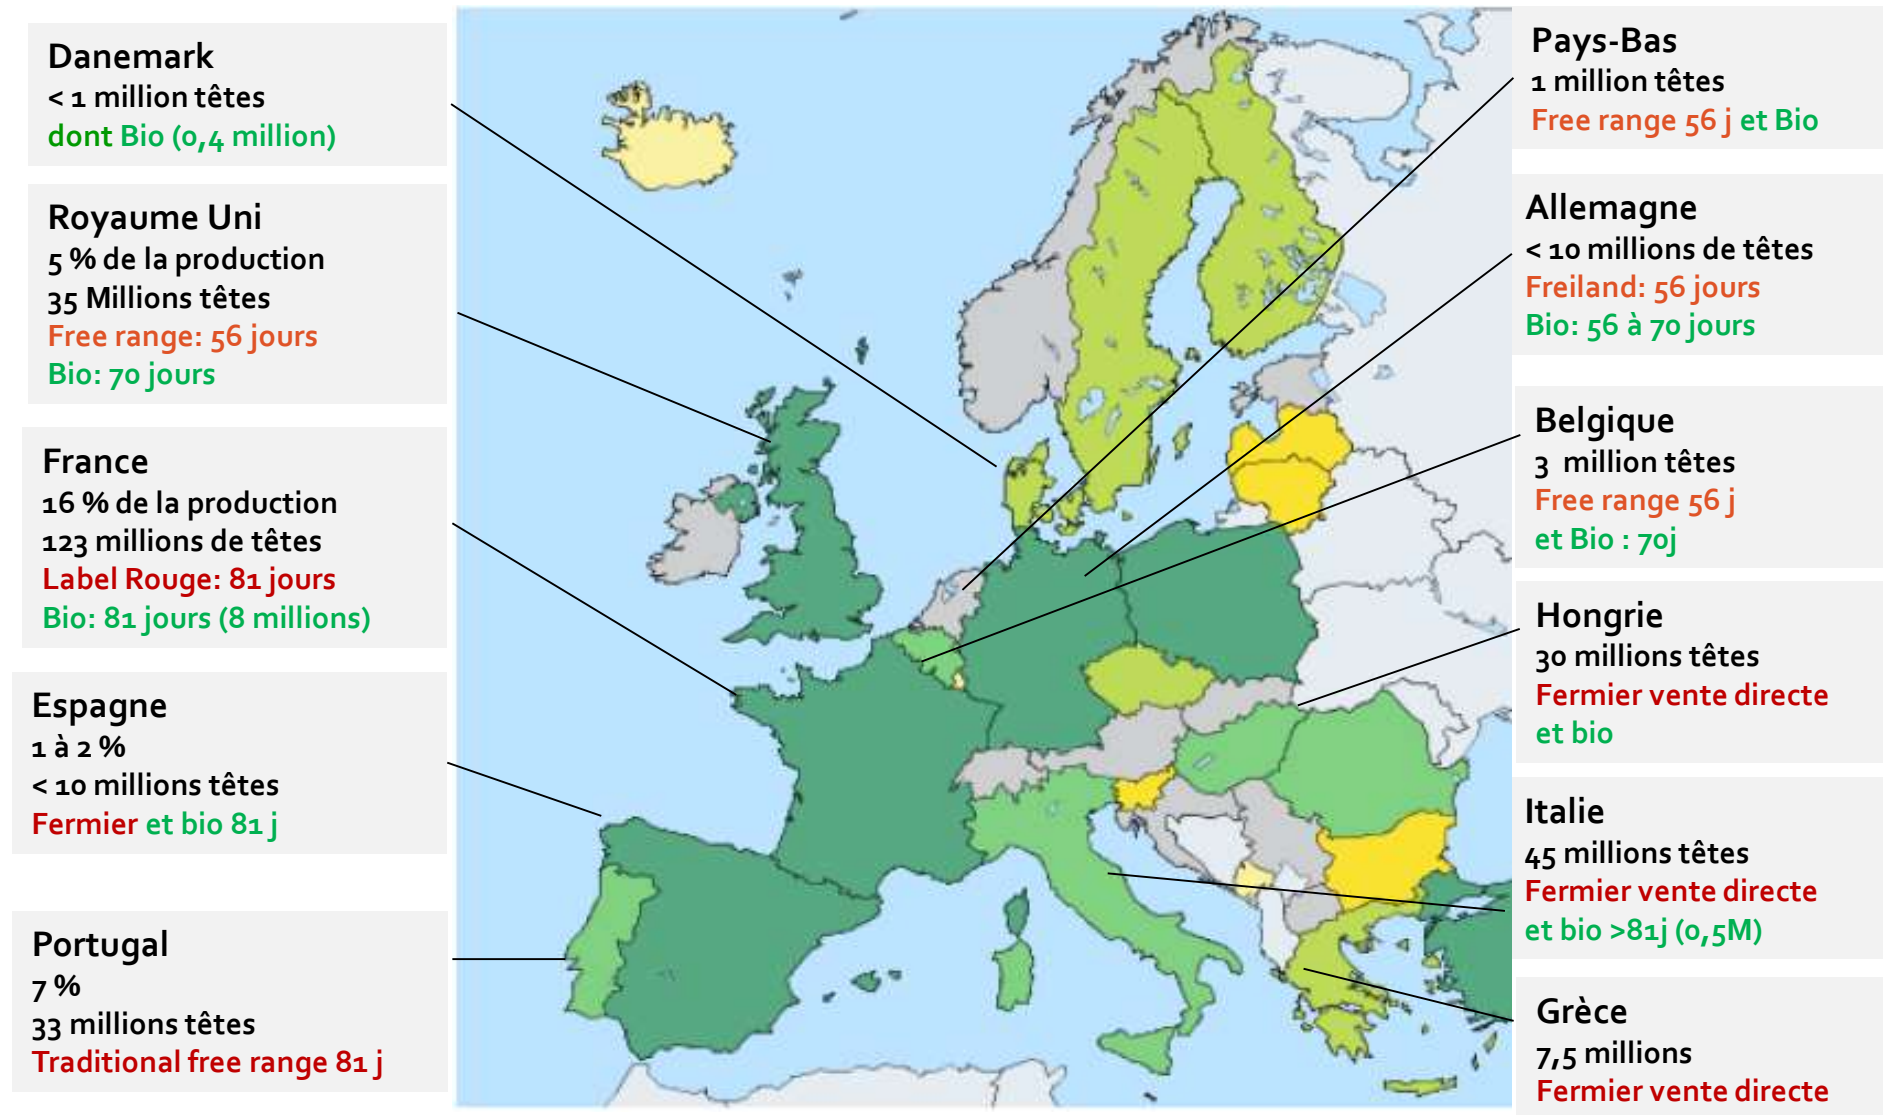 Danemark
< 1 million têtes
dont Bio (0,4 million)
Royaume Uni
5 % de la production
35 Millions têtes
Free range: 56 jours
Bio: 70 jours
France
16 % de la production
123 millions de têtes
Label Rouge: 81 jours
Bio: 81 jours (8 millions)
Espagne
1 à 2 %
< 10 millions têtes
Fermier et bio 81 j
Portugal
7 %
33 millions têtes
Traditional free range 81 j
Pays-Bas
1 million têtes
Free range 56 j et Bio
Allemagne
< 10 millions de têtes
Freiland: 56 jours
Bio: 56 à 70 jours
Belgique
3 million têtes
Free range 56 j
et Bio : 70j
Hongrie
30 millions têtes
Fermier vente directe
et bio
Italie
45 millions têtes
Fermier vente directe
et bio >81j (0,5M)
Grèce
7,5 millions
Fermier vente directe